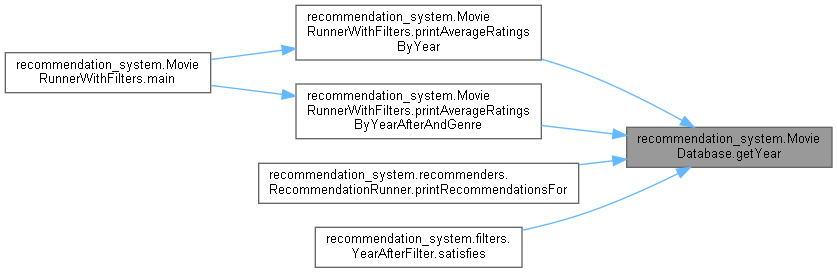 recommendation_system.Movie
RunnerWithFilters.main
recommendation_system.Movie
RunnerWithFilters.printAverageRatings
ByYear
recommendation_system.Movie
RunnerWithFilters.printAverageRatings
ByYearAfterAndGenre
recommendation_system.recommenders.
RecommendationRunner.printRecommendationsFor
recommendation_system.filters.
YearAfterFilter.satisfies
recommendation_system.Movie
Database.getYear